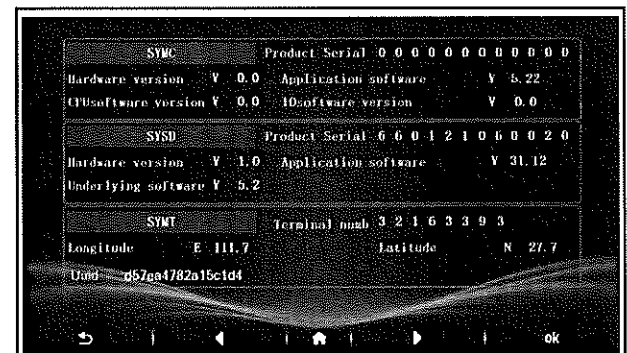 SYMC Product Serial 0 0 0 0 0 0 0 0 0 0 0 0
Hardware version V 0.0 Application software V 5.22
CPUsoftware version V 0.0 IOsoftware version V 0.0
SYSD Product Serial 6 6 0 1 2 1 0 6 0 0 2 0
Hardware version V 1.0 Application software V 31.12
Underlying software V 5.2
SYMT Terminal numb 3 2 1 6 3 3 9 3
Longitude E 111.7 Latitude N 27.7
Uuid
ok